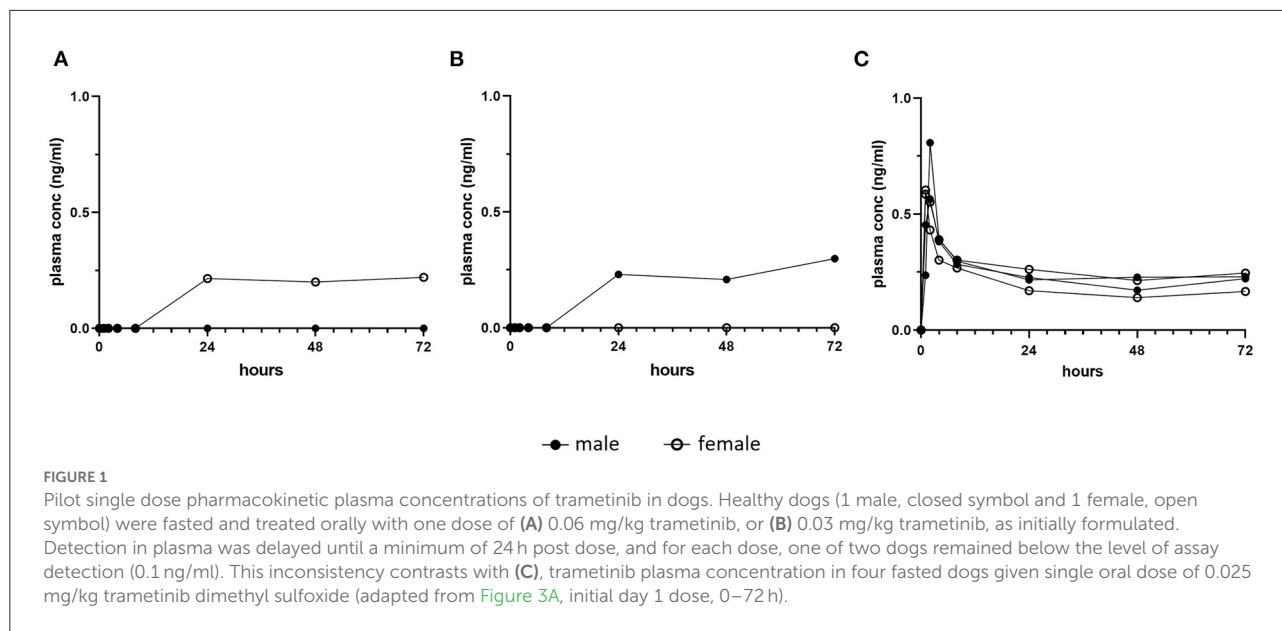 A
B
C
1.0
0.5
0.0
plasma conc (ng/ml)
0
24
48
72
hours
1.0
0.5
0.0
plasma conc (ng/ml)
0
24
48
72
hours
1.0
0.5
0.0
plasma conc (ng/ml)
0
24
48
72
hours
male
female
FIGURE 1
Pilot single dose pharmacokinetic plasma concentrations of trametinib in dogs. Healthy dogs (1 male, closed symbol and 1 female, open
symbol) were fasted and treated orally with one dose of (A) 0.06 mg/kg trametinib, or (B) 0.03 mg/kg trametinib, as initially formulated.
Detection in plasma was delayed until a minimum of 24 h post dose, and for each dose, one of two dogs remained below the level of assay
detection (0.1 ng/ml). This inconsistency contrasts with (C), trametinib plasma concentration in four fasted dogs given single oral dose of 0.025
mg/kg trametinib dimethyl sulfoxide (adapted from Figure 3A, initial day 1 dose, 0–72 h).